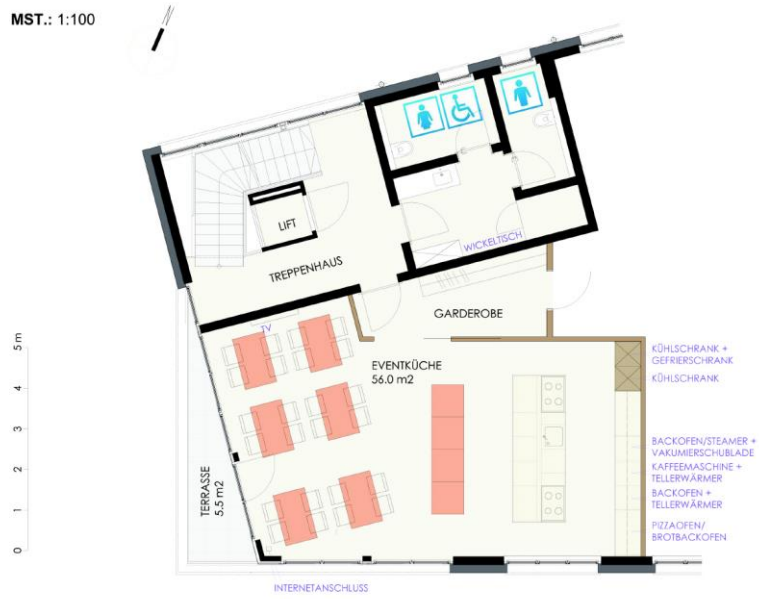 MST.: 1:100
LIFT
TREPPENHAUS
WICKELTISCH
GARDEROBE
TV
EVENTKÜCHE
56.0 m2
KÜHLSCHRANK +
GEFRIERSCHRANK
KÜHLSCHRANK
BACKOFEN/STEAMER +
VAKUMIERSCHUBLADE
KAFFEEMASCHINE +
TELLERWÄRMER
BACKOFEN +
TELLERWÄRMER
PIZZAOFEN/
BROTBACKOFEN
TERRASSE
5.5 m2
5 m
4
3
2
1
0
INTERNETANSCHLUSS